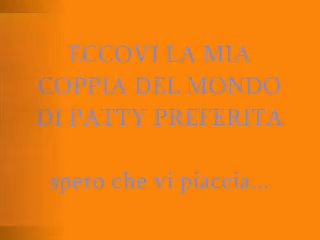 ECCOVI LA MIA
COPPIA DEL MONDO
DI PATTY PREFERITA
spero che vi piaccia...